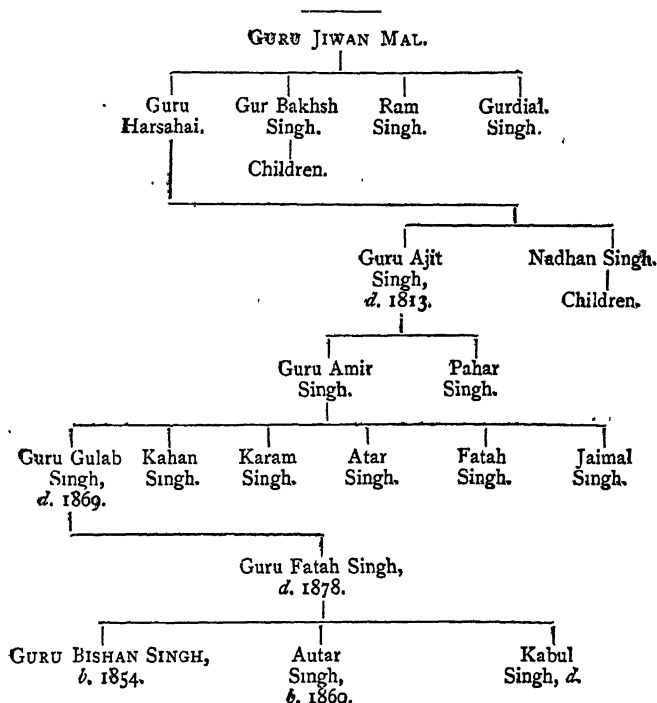 GURU JIWAN MAL.
Guru Gur Bakhsh Ram Gurdial.
Harsahai. Singh. Singh. Singh.
Children.
Guru Ajit Nadhan Singh.
Singh,
d. 1813. Children.
Guru Amir Pahar
Singh. Singh.
Guru Gulab Kahan Karam Atar Fatah Jaimal
Singh, Singh. Singh. Singh. Singh. Singh.
d. 1869.
Guru Fatah Singh,
d. 1878.
GURU BISHAN SINGH, Autar Kabul
b. 1854. Singh, Singh, d.
b. 1860.